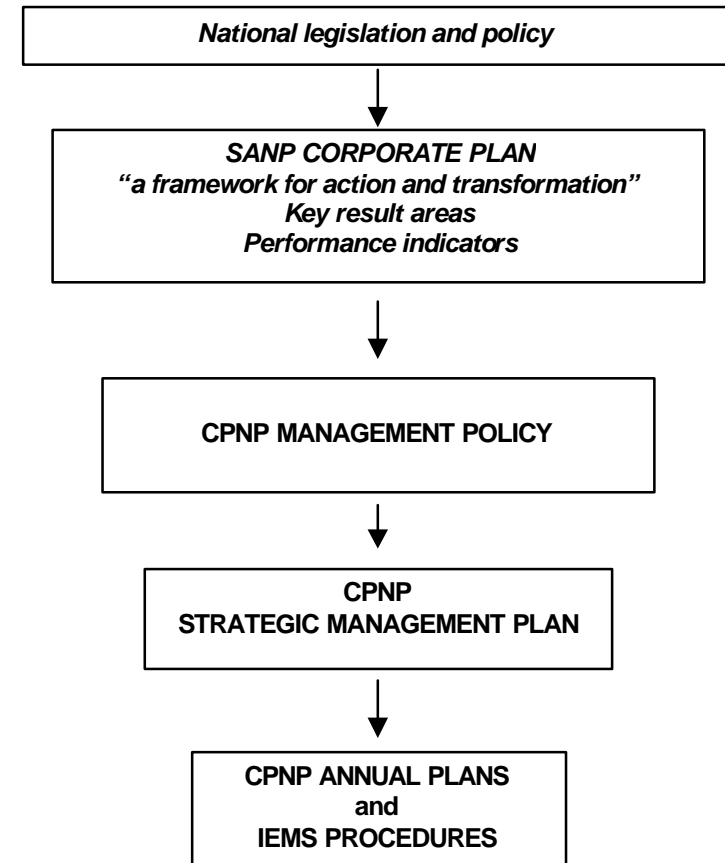 National legislation and policy
SANP CORPORATE PLAN
“a framework for action and transformation”
Key result areas
Performance indicators
CPNP MANAGEMENT POLICY
CPNP
STRATEGIC MANAGEMENT PLAN
CPNP ANNUAL PLANS
and
IEMS PROCEDURES